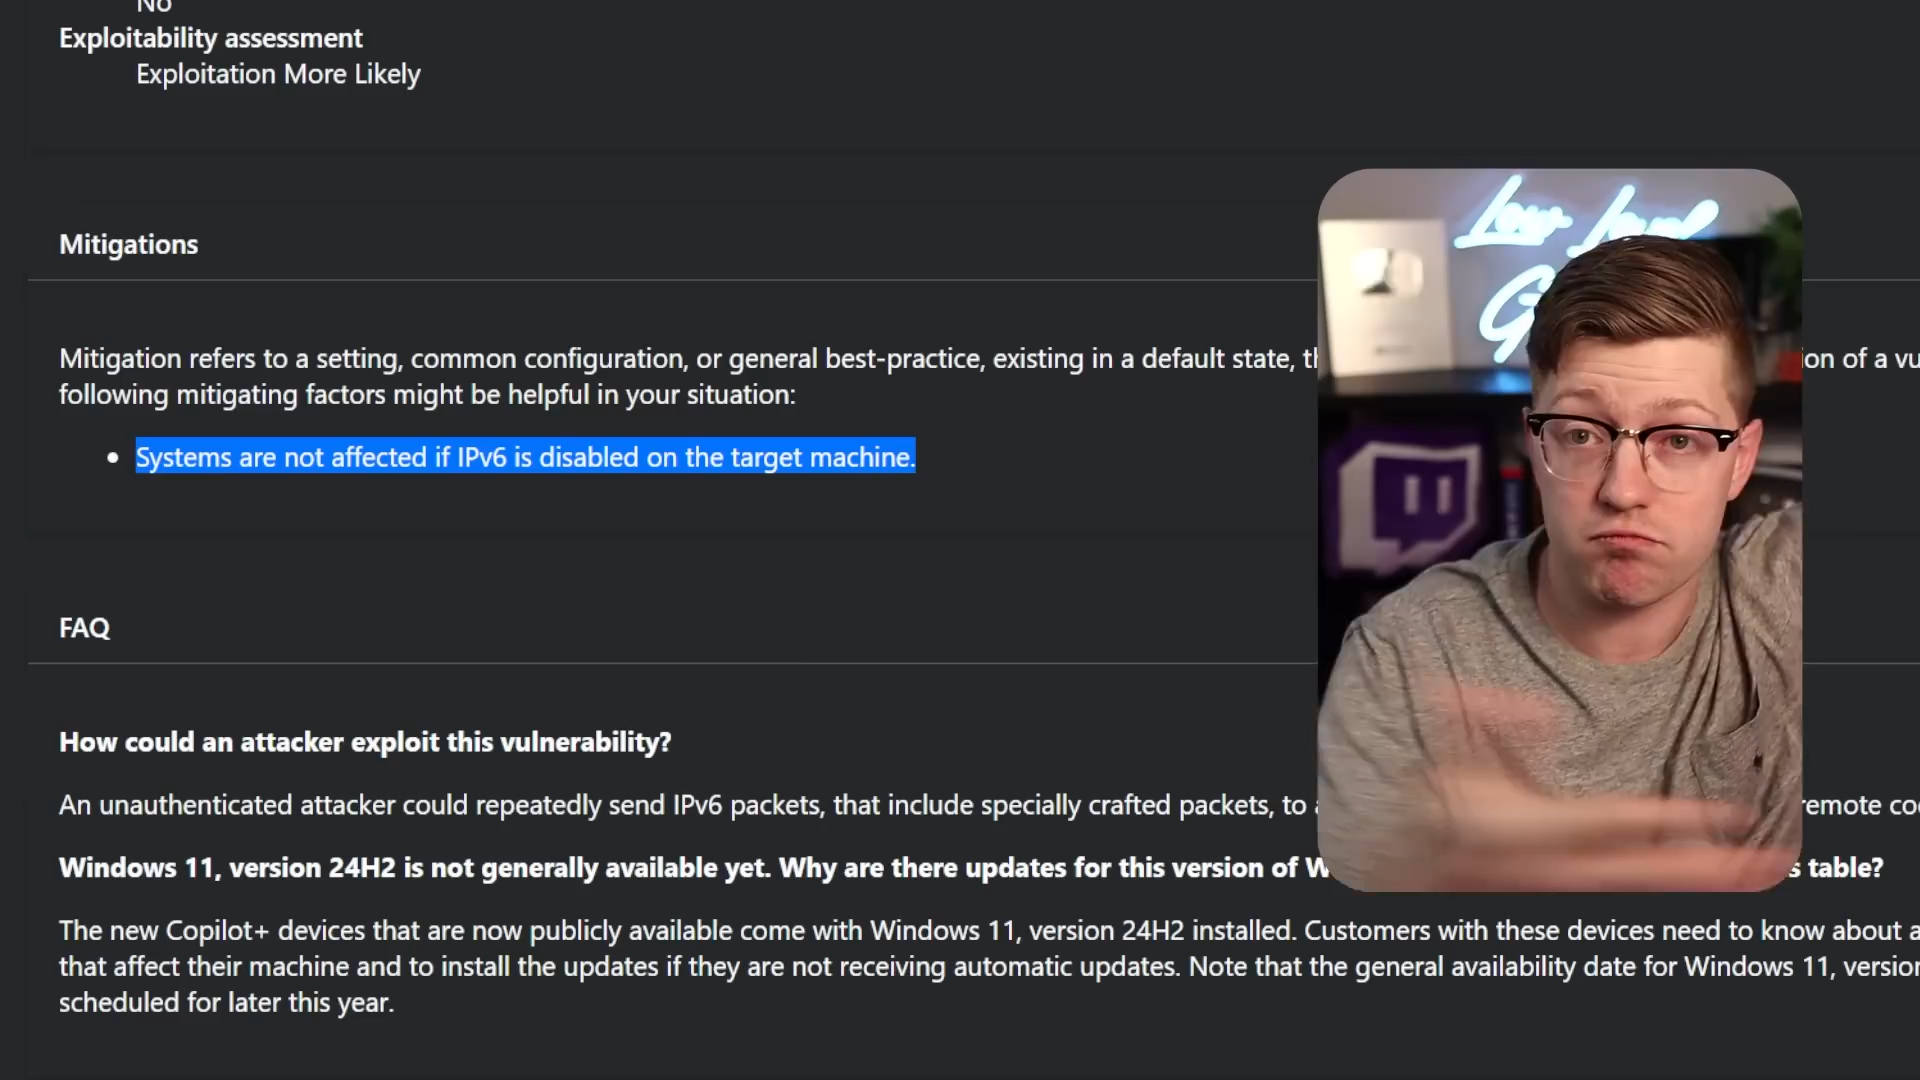 No
Exploitability assessment
Exploitation More Likely
Mitigations
Mitigation refers to a setting, common configuration, or general best-practice, existing in a default state, ion of a
following mitigating factors might be helpful in your situation:
Systems are not affected if IPv6 is disabled on the target machine.
Low Level
FAQ
How could an attacker exploit this vulnerability?
An unauthenticated attacker could repeatedly send IPv6 packets, that include specially crafted packets, to remote
Windows 11, version 24H2 is not generally available yet. Why are there updates for this version of table?
The new Copilot+ devices that are now publicly available come with Windows 11, version 24H2 installed. Customers with these devices need to know about
that affect their machine and to install the updates if they are not receiving automatic updates. Note that the general availability date for Windows 11,
scheduled for later this year.